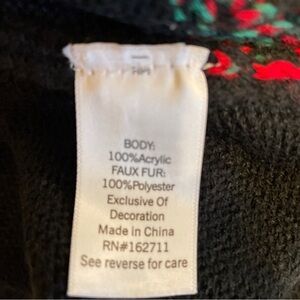 BODY:
100%Acrylic
FAUX FUR:
100%Polyester
Exclusive Of
Decoration
Made in China
RN#162711
See reverse for care